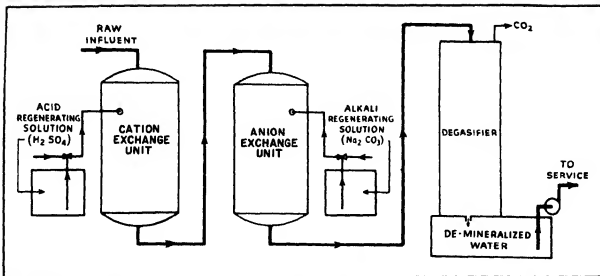 RAW
INFLUENT
CO₂
ACID
REGENERATING
SOLUTION
(H₂ SO₄)
CATION
EXCHANGE
UNIT
ANION
EXCHANGE
UNIT
ALKALI
REGENERATING
SOLUTION
(Na₂ CO₃)
DEGASIFIER
TO
SERVICE
DE-MINERALIZED
WATER